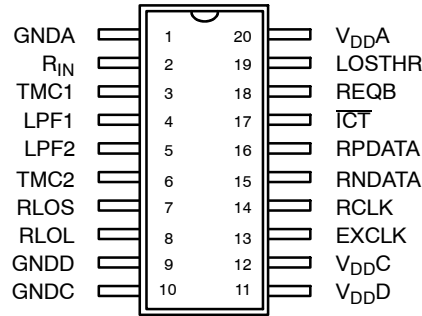 GNDA 1 20 VDDA
RIN 2 19 LOSTHR
TMC1 3 18 REQB
LPF1 4 17 ICT
LPF2 5 16 RPDATA
TMC2 6 15 RNDATA
RLOS 7 14 RCLK
RLOL 8 13 EXCLK
GNDD 9 12 VDDC
GNDC 10 11 VDDD